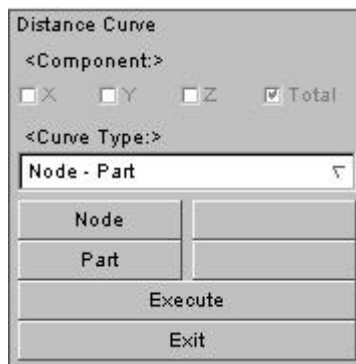 Distance Curve
<Component:>
X Y Z Total
<Curve Type:>
Node - Part
Node
Part
Execute
Exit